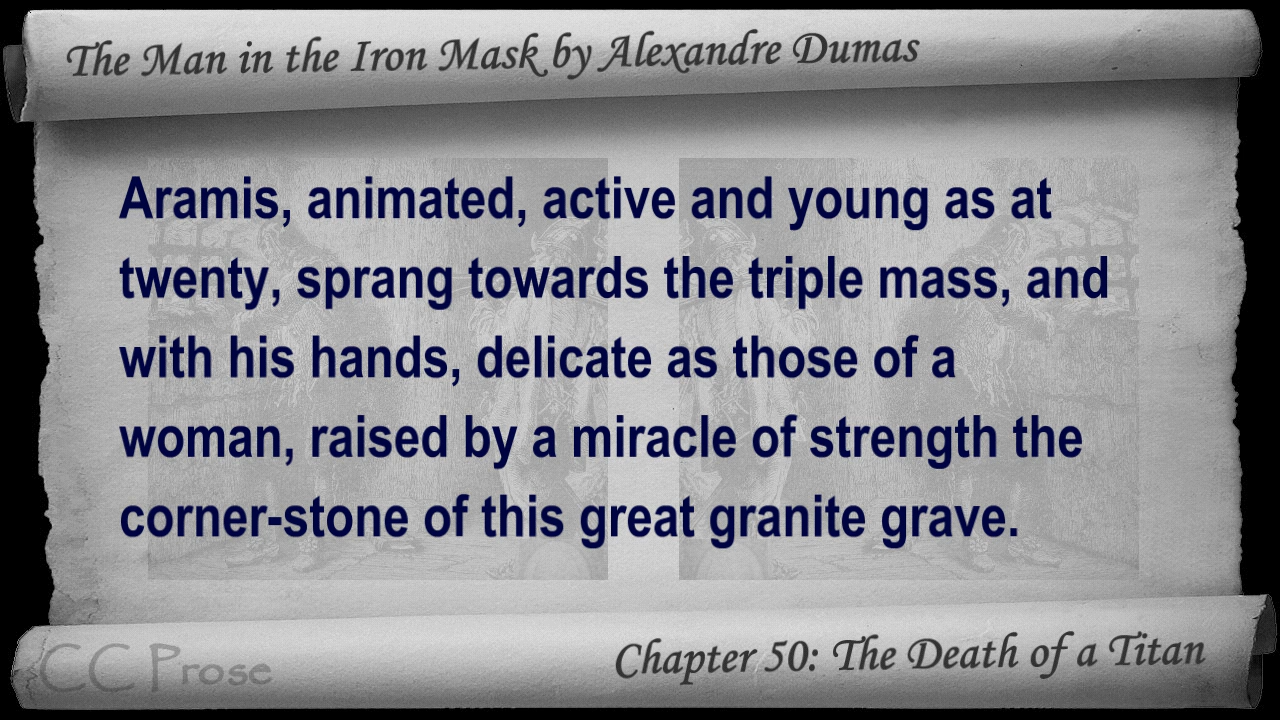 The Man in the Iron Mask by Alexandre Dumas
Aramis, animated, active and young as at
twenty, sprang towards the triple mass, and
with his hands, delicate as those of a
woman, raised by a miracle of strength the
corner-stone of this great granite grave.
CC Prose
Chapter 50: The Death of a Titan